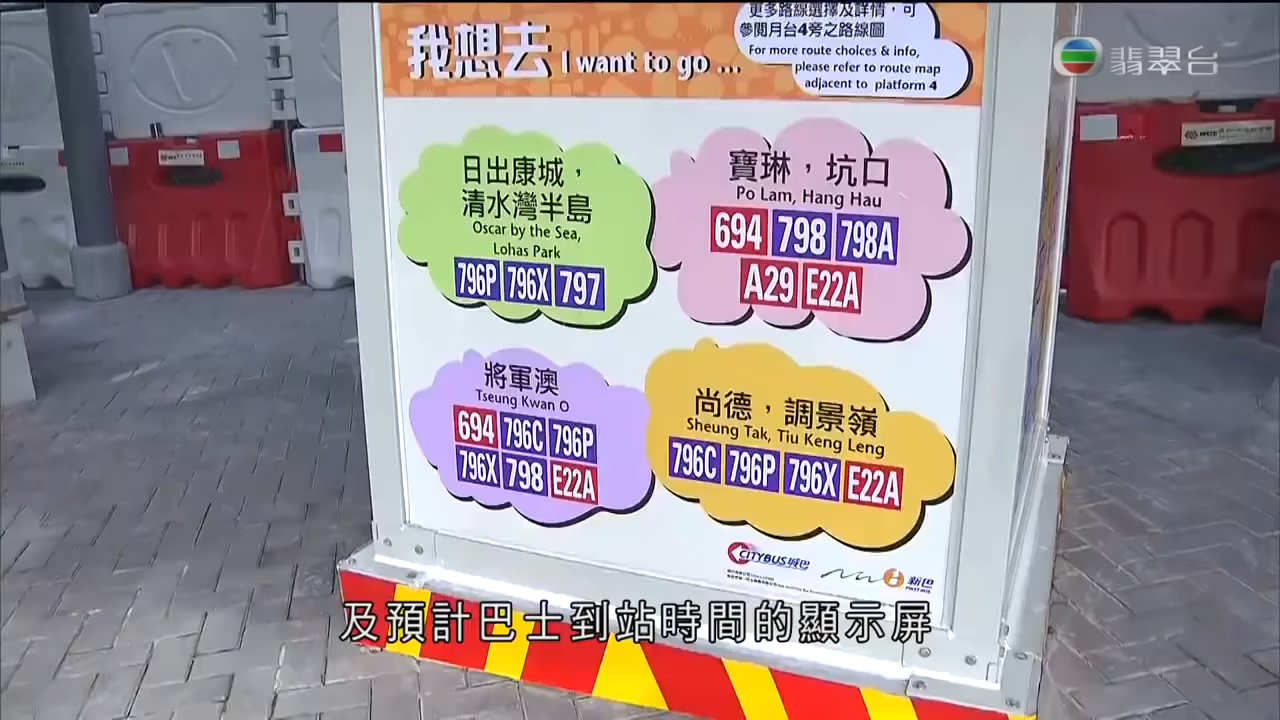 我想去 I want to go ...
更多路線選擇及詳情，可
參閱月台4旁之路線圖
For more route choices & info,
please refer to route map
adjacent to platform 4
翡翠台
日出康城，
清水灣半島
Oscar by the Sea,
Lohas Park
796P 796X 797
寶琳，坑口
Po Lam, Hang Hau
694 798 798A
A29 E22A
將軍澳
Tseung Kwan O
694 796C 796P
796X 798 E22A
尚德，調景嶺
Sheung Tak, Tiu Keng Leng
796C 796P 796X E22A
CITYBUS 城巴
新巴
及預計巴士到站時間的顯示屏